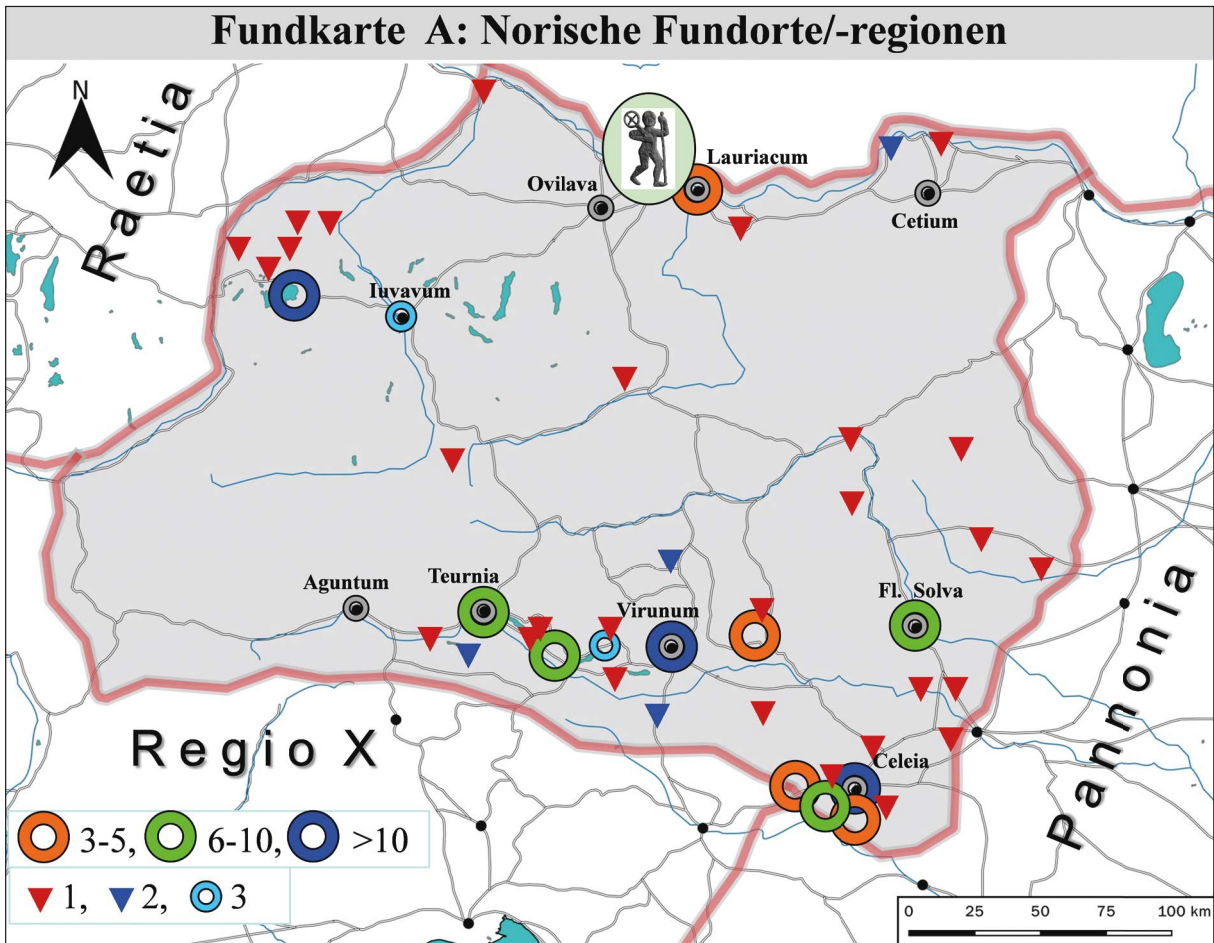 Fundkarte A: Norische Fundorte/-regionen
N
Raetia
Lauriacum
Ovilava
Cetium
Iuvavum
Aguntum
Teurnia
Virunum
Fl. Solva
Pannonia
Regio X
Celeia
3-5, 6-10, >10
1, 2, 3
0 25 50 75 100 km